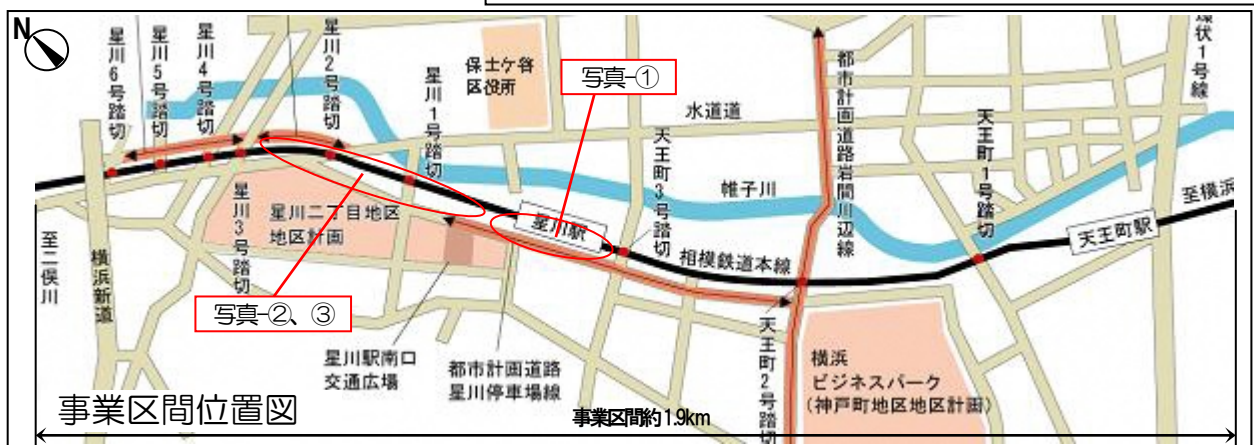 N
星川6号踏切
星川5号踏切
星川4号踏切
星川2号踏切
星川1号踏切
保土ケ谷
区役所
写真-①
水道道
天王町3号踏切
都市計画道路岩間川辺線
環状1号線
天王町1号踏切
帷子川
至横浜
天王町駅
星川3号踏切
星川二丁目地区
地区計画
星川駅
相模鉄道本線
至二俣川
横浜新道
写真-②、③
星川駅南口
交通広場
都市計画道路
星川停車場線
天王町2号踏切
横浜
ビジネスパーク
(神戸町地区地区計画)
事業区間位置図
事業区間約1.9km